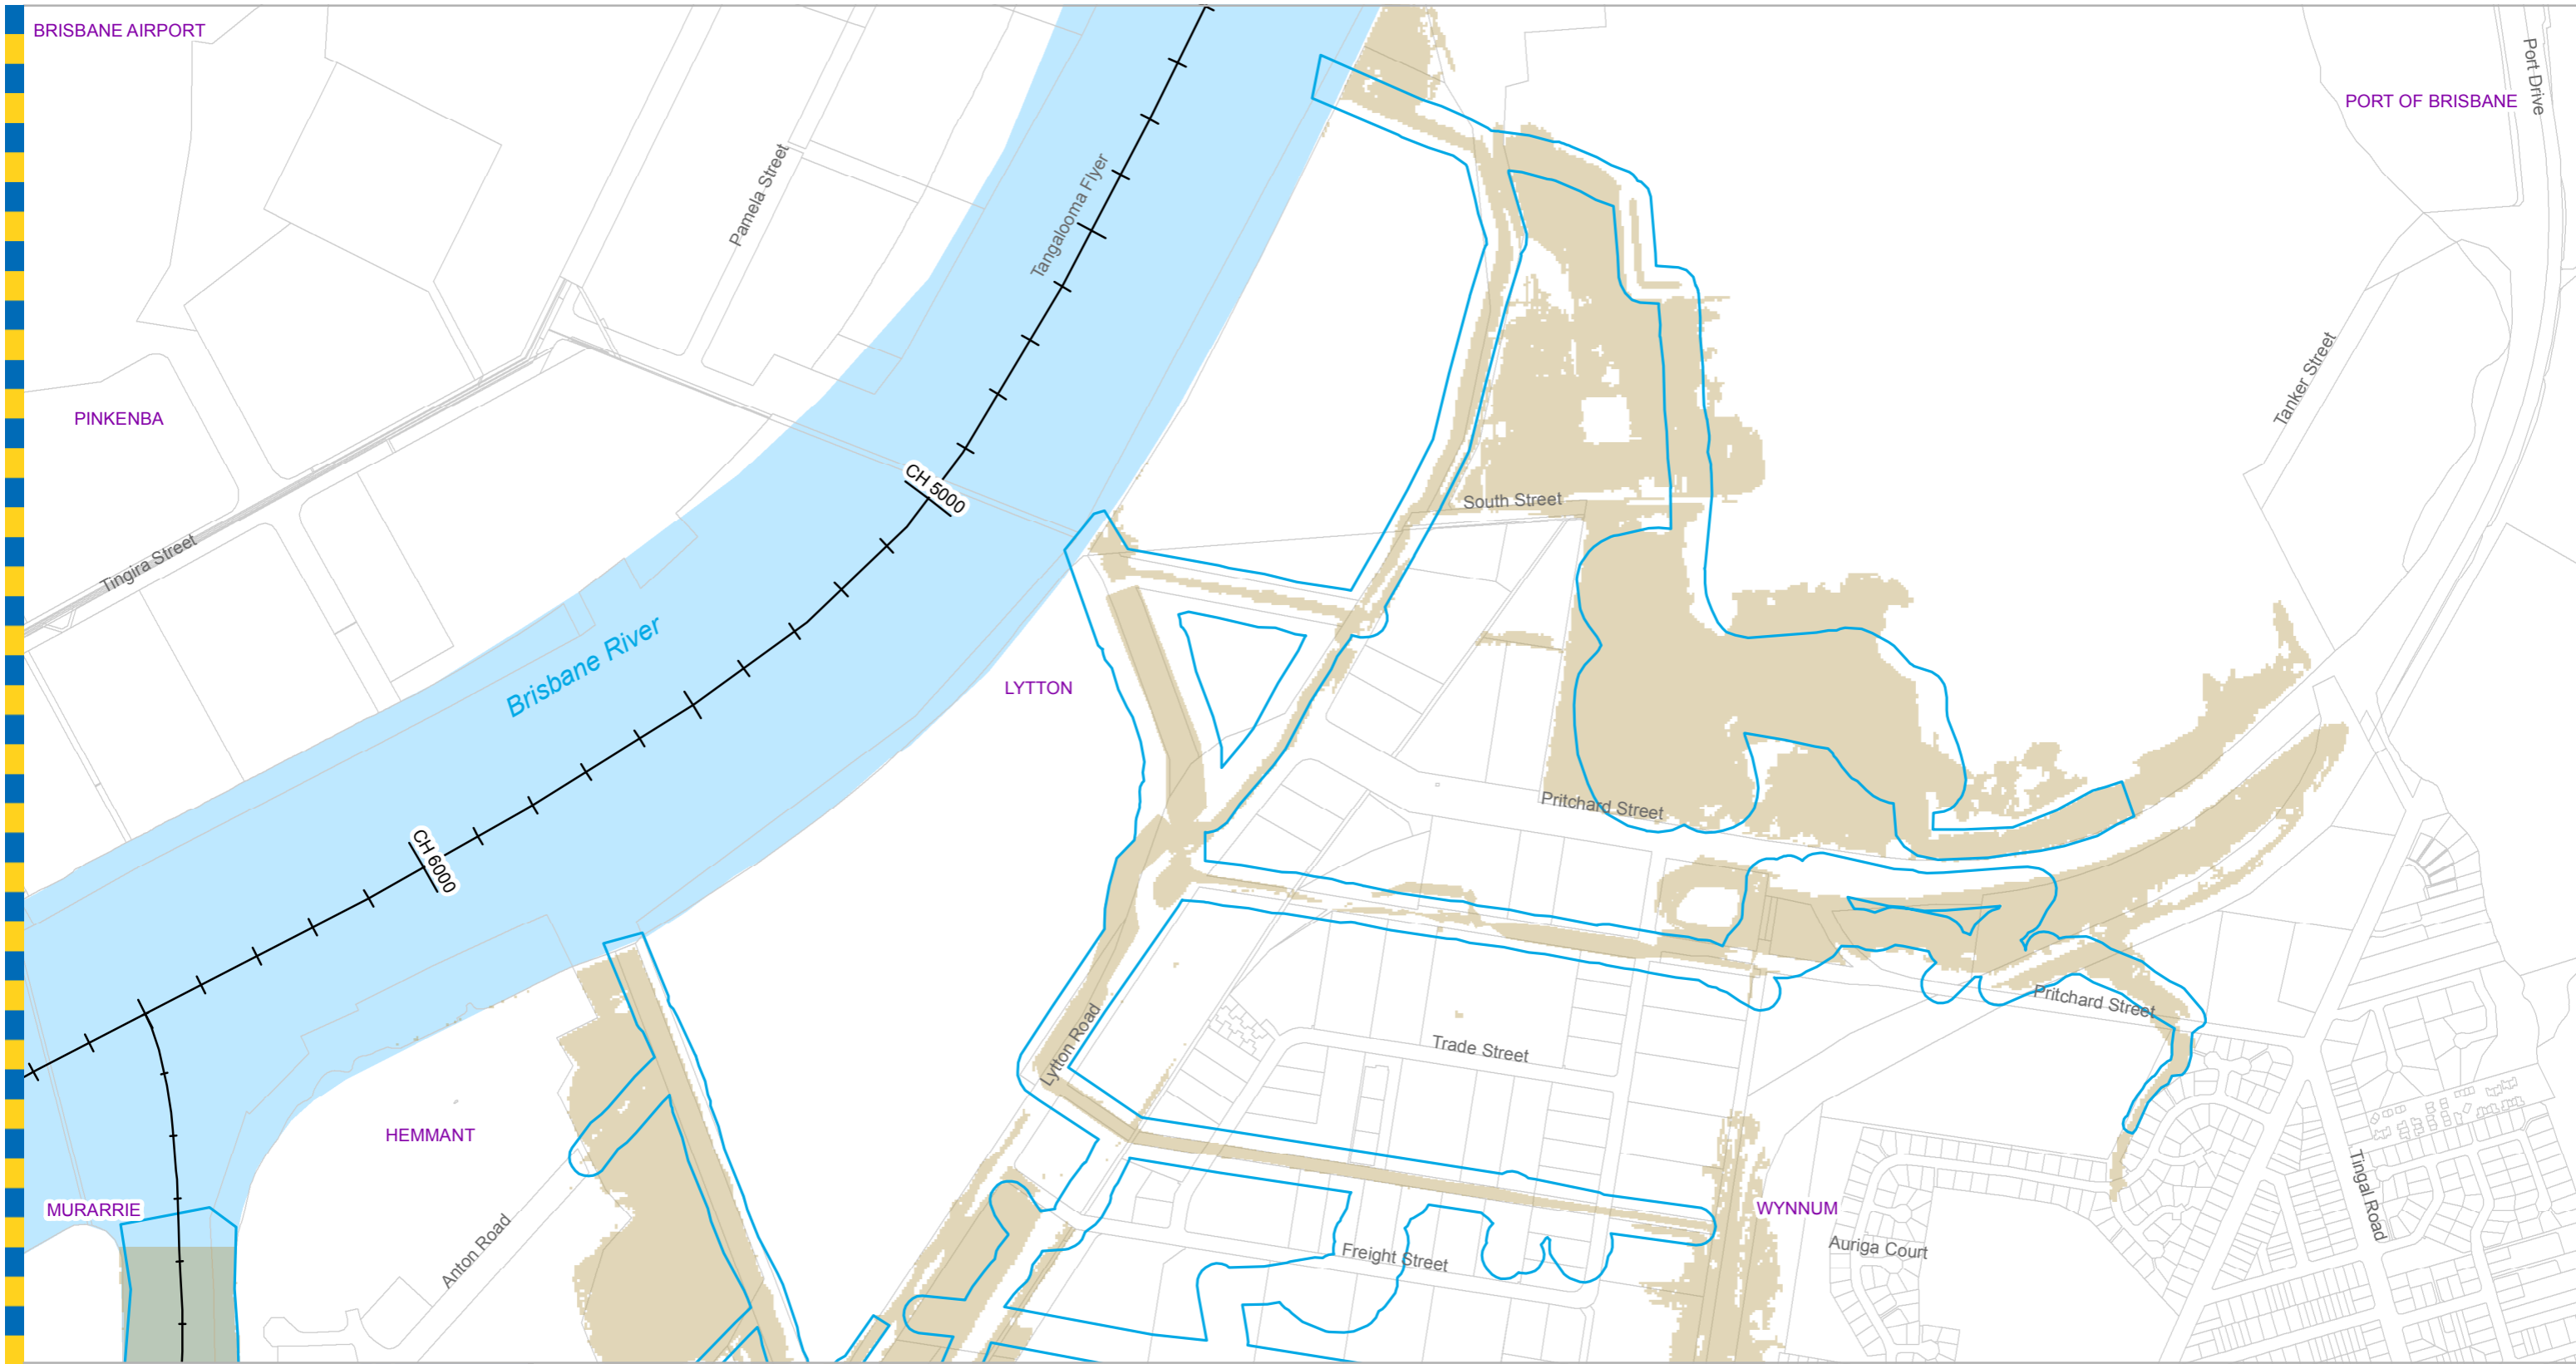 BRISBANE AIRPORT
Port Drive
PORT OF BRISBANE
Pamela Street
Tangalooma Flyer
Tanker Street
PINKENBA
CH 5000
South Street
Tingira Street
Brisbane River
LYTTON
Pritchard Street
CH 6000
Pritchard Street
Lytton Road
Trade Street
HEMMANT
Tingal Road
MURARRIE
WYNNUM
Anton Road
Freight Street
Auriga Court